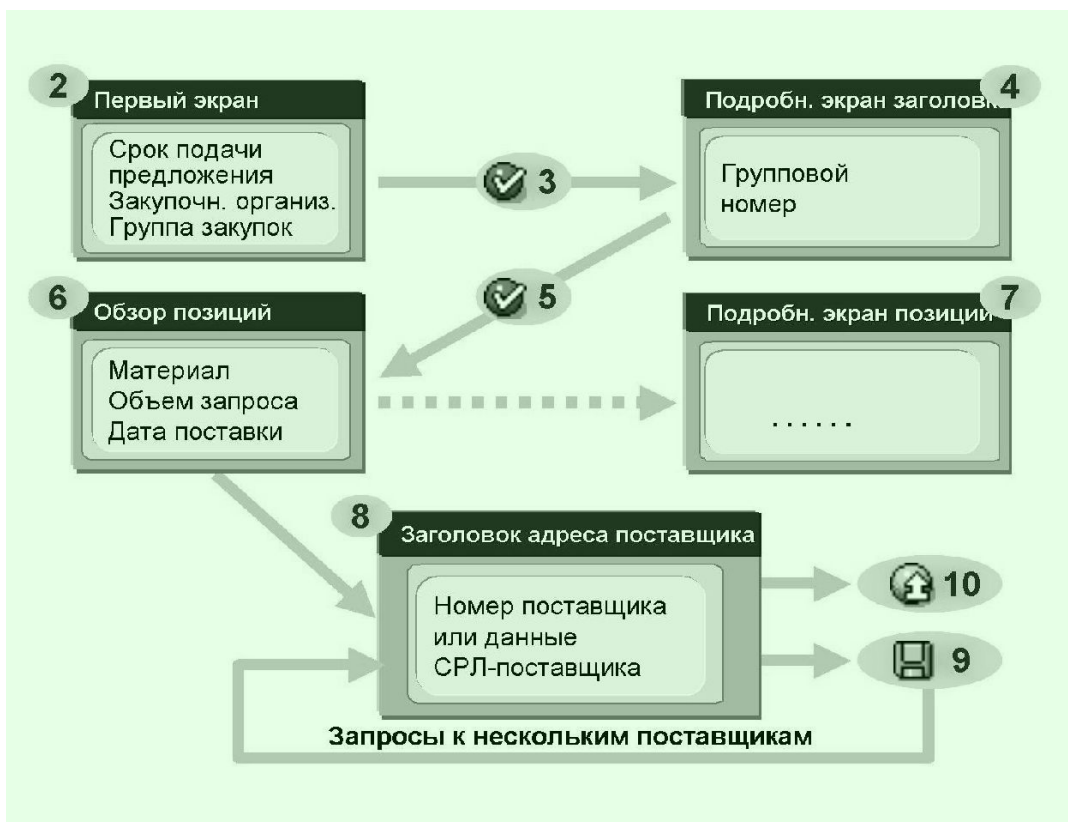 2
Первый экран
Срок подачи
предложения
Закупочн. организ.
Группа закупок
3
4
Подробн. экран заголовк
Групповой
номер
5
6
Обзор позиций
Материал
Объем запроса
Дата поставки
7
Подробн. экран позиций
......
8
Заголовок адреса поставщика
Номер поставщика
или данные
СРЛ-поставщика
10
9
Запросы к нескольким поставщикам